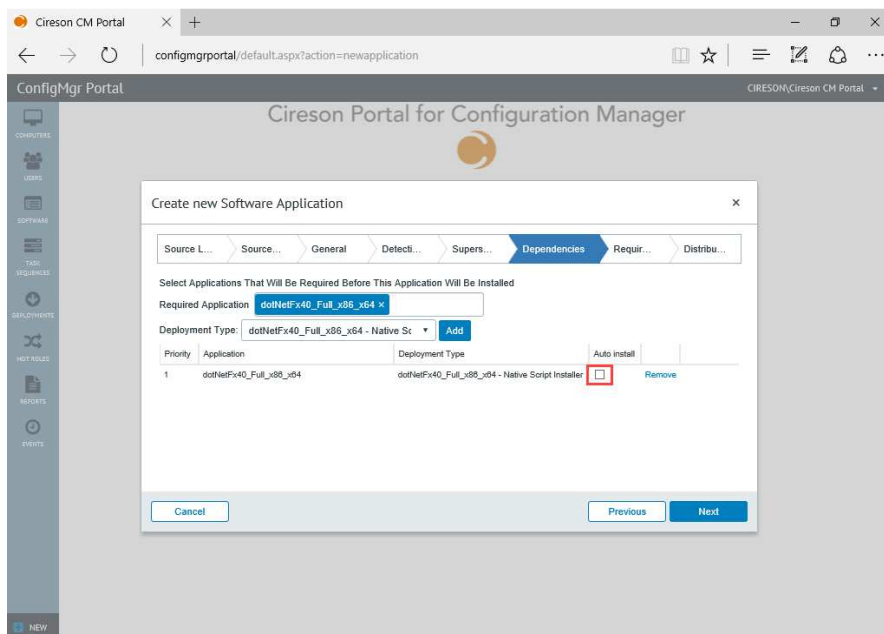 Cireson CM Portal
configmgrportal/default.aspx?action=newapplication
ConfigMgr Portal
CIRESON\Cireson CM Portal
Cireson Portal for Configuration Manager
COMPUTERS
USERS
SOFTWARE
TASK
SEQUENCES
DEPLOYMENTS
MDT ROLES
REPORTS
EVENTS
NEW
Create new Software Application
Source L... Source... General Detecti... Supers... Dependencies Requir... Distribu...
Select Applications That Will Be Required Before This Application Will Be Installed
Required Application dotNetFx40_Full_x86_x64 ×
Deployment Type: dotNetFx40_Full_x86_x64 - Native Sc Add
Priority Application Deployment Type Auto install
1 dotNetFx40_Full_x86_x64 dotNetFx40_Full_x86_x64 - Native Script Installer Remove
Cancel Previous Next